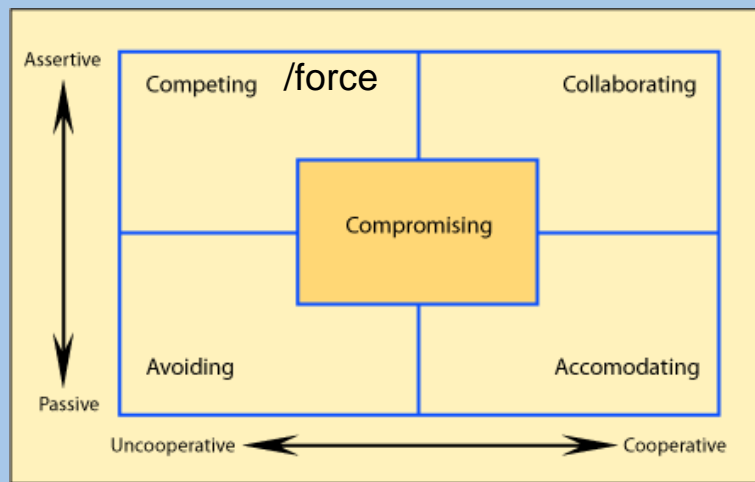 Assertive
Competing /force
Collaborating
Compromising
Avoiding
Accomodating
Passive
Uncooperative
Cooperative